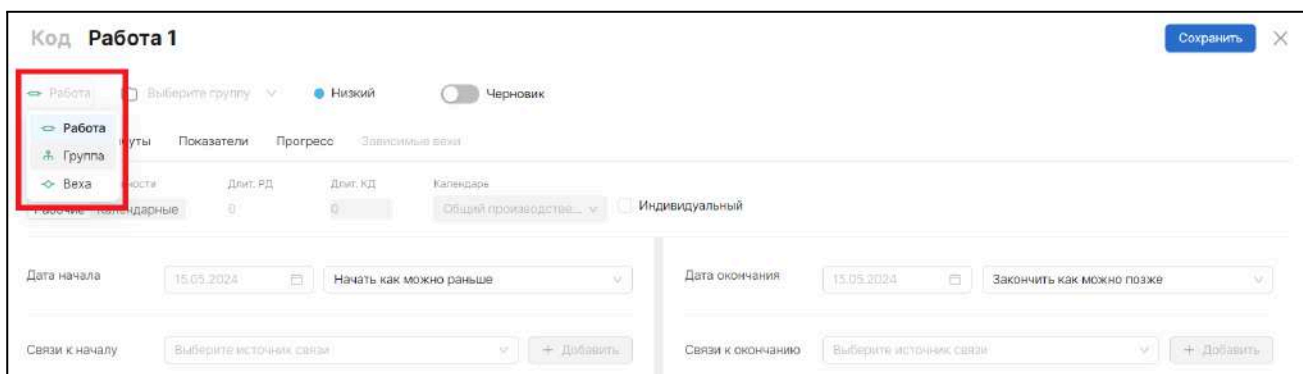 Код Работа 1 Сохранить
Работа Выберите группу Низкий Черновик
Работа
Группа
Веха
Показатели Прогресс Зависимые вехи
Длит. РД Длит. КД Календарь
Календарные 0 0 Общий производстве... Индивидуальный
Дата начала 15.05.2024 Начать как можно раньше Дата окончания 15.05.2024 Закончить как можно позже
Связи к началу Выберите источник связи + Добавить Связи к окончанию Выберите источник связи + Добавить